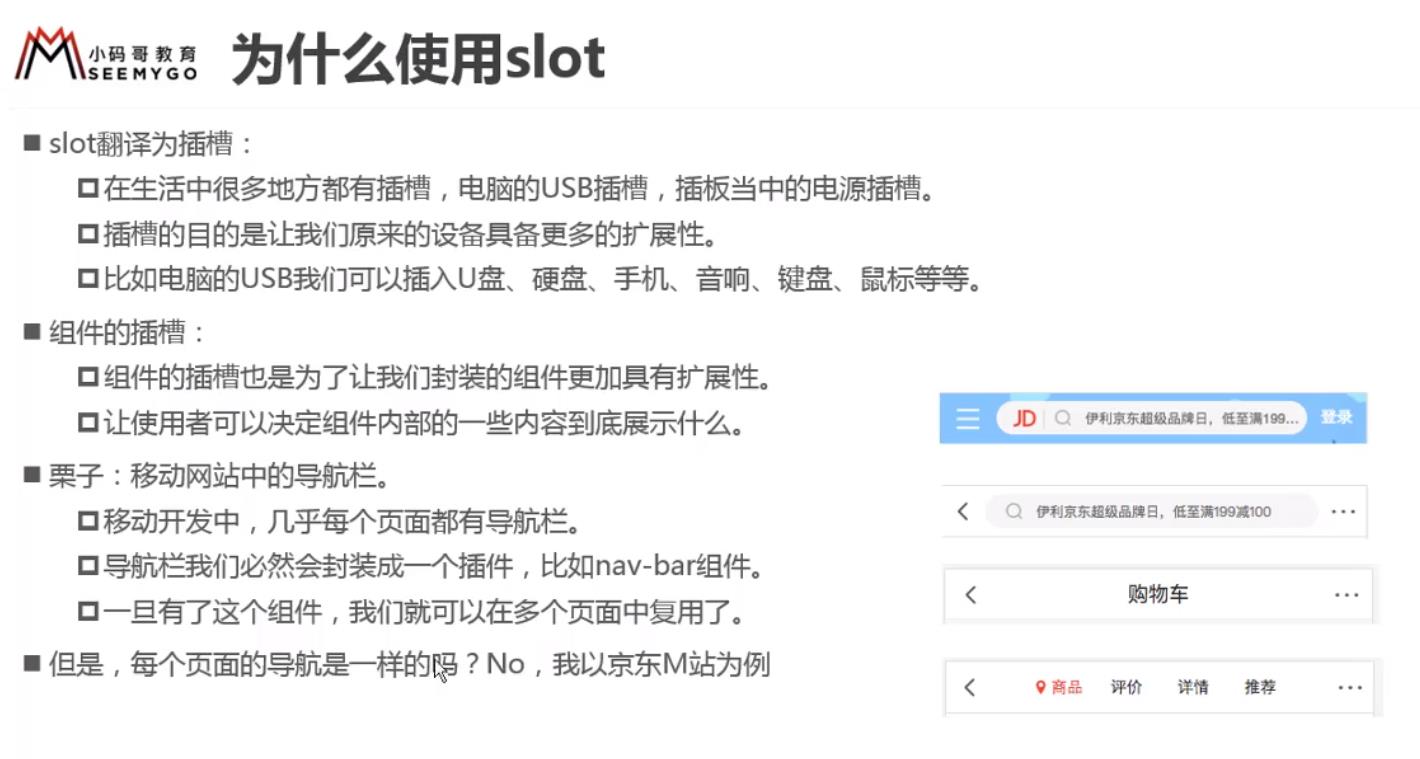 小码哥教育
SEEMYGO
为什么使用slot
slot翻译为插槽：
在生活中很多地方都有插槽，电脑的USB插槽，插板当中的电源插槽。
插槽的目的是让我们原来的设备具备更多的扩展性。
比如电脑的USB我们可以插入U盘、硬盘、手机、音响、键盘、鼠标等等。
组件的插槽：
组件的插槽也是为了让我们封装的组件更加具有扩展性。
让使用者可以决定组件内部的一些内容到底展示什么。
栗子：移动网站中的导航栏。
移动开发中，几乎每个页面都有导航栏。
导航栏我们必然会封装成一个插件，比如nav-bar组件。
一旦有了这个组件，我们就可以在多个页面中复用了。
但是，每个页面的导航是一样的吗？No，我以京东M站为例
JD 伊利京东超级品牌日，低至满199... 登录
伊利京东超级品牌日，低至满199减100 ...
购物车 ...
商品 评价 详情 推荐 ...